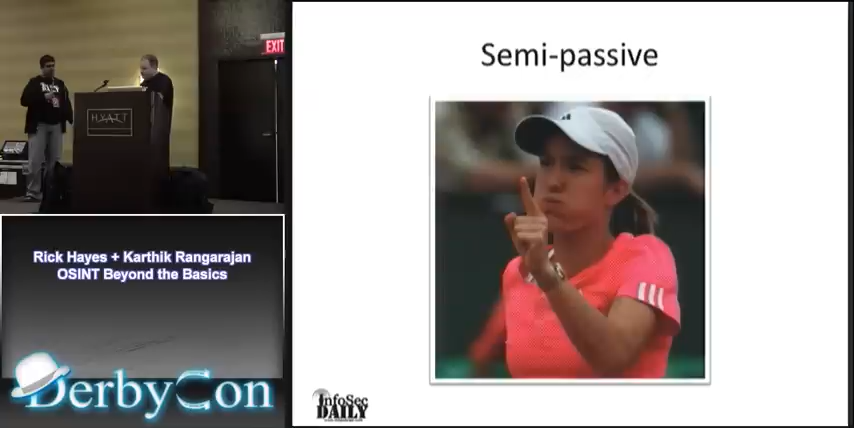 EXIT
HYATT
Rick Hayes + Karthik Rangarajan
OSINT Beyond the Basics
DerbyCon
Semi-passive
InfoSec
DAILY